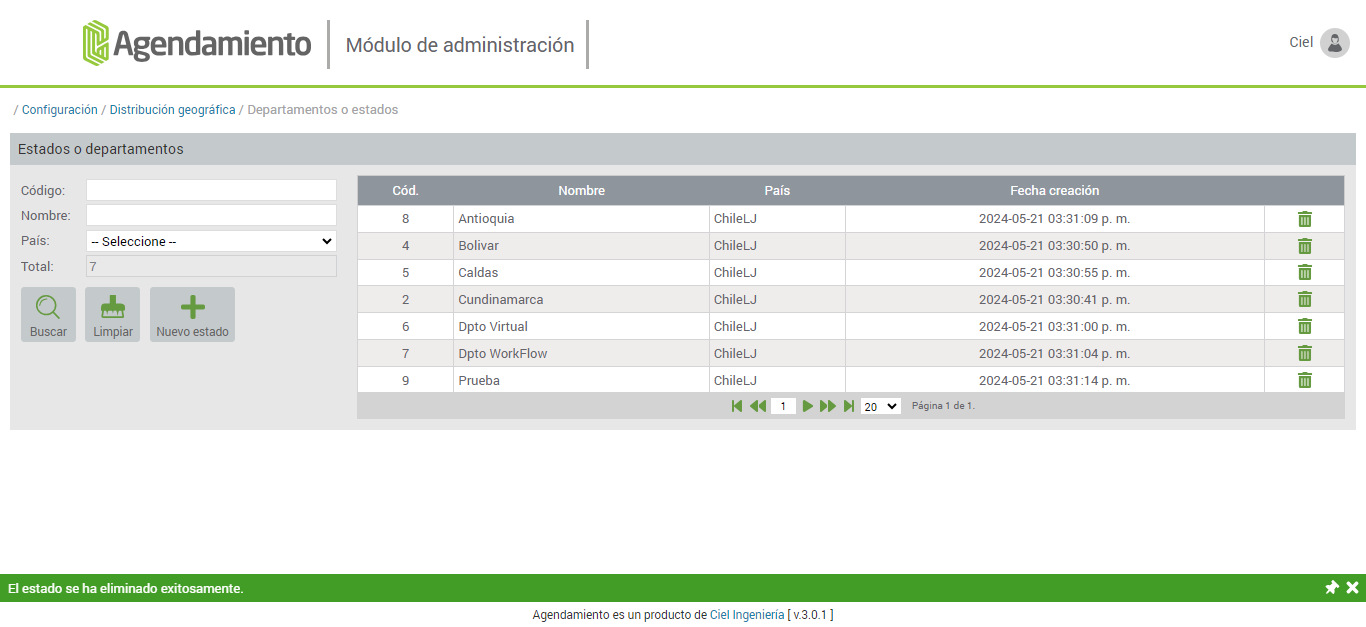 Agendamiento Módulo de administración
Ciel
/ Configuración / Distribución geográfica / Departamentos o estados
Estados o departamentos
Código:
Nombre:
País: -- Seleccione --
Total: 7
Buscar Limpiar Nuevo estado
Cód. Nombre País Fecha creación
8 Antioquia ChileLJ 2024-05-21 03:31:09 p. m.
4 Bolivar ChileLJ 2024-05-21 03:30:50 p. m.
5 Caldas ChileLJ 2024-05-21 03:30:55 p. m.
2 Cundinamarca ChileLJ 2024-05-21 03:30:41 p. m.
6 Dpto Virtual ChileLJ 2024-05-21 03:31:00 p. m.
7 Dpto WorkFlow ChileLJ 2024-05-21 03:31:04 p. m.
9 Prueba ChileLJ 2024-05-21 03:31:14 p. m.
1 20 Página 1 de 1.
El estado se ha eliminado exitosamente.
Agendamiento es un producto de Ciel Ingeniería [ v.3.0.1 ]